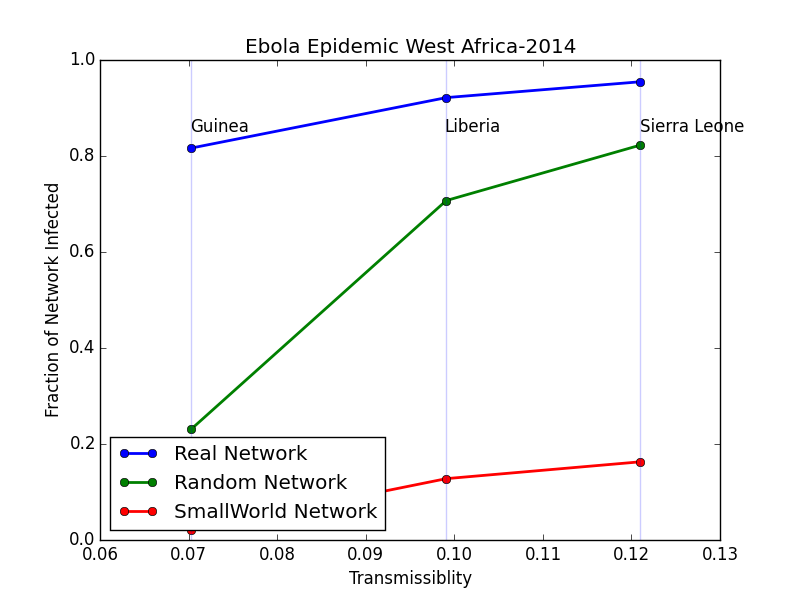 Ebola Epidemic West Africa-2014
1.0
0.8
0.6
0.4
0.2
0.0
Fraction of Network Infected
Guinea
Liberia
Sierra Leone
Real Network
Random Network
SmallWorld Network
0.06
0.07
0.08
0.09
0.10
0.11
0.12
0.13
Transmissiblity